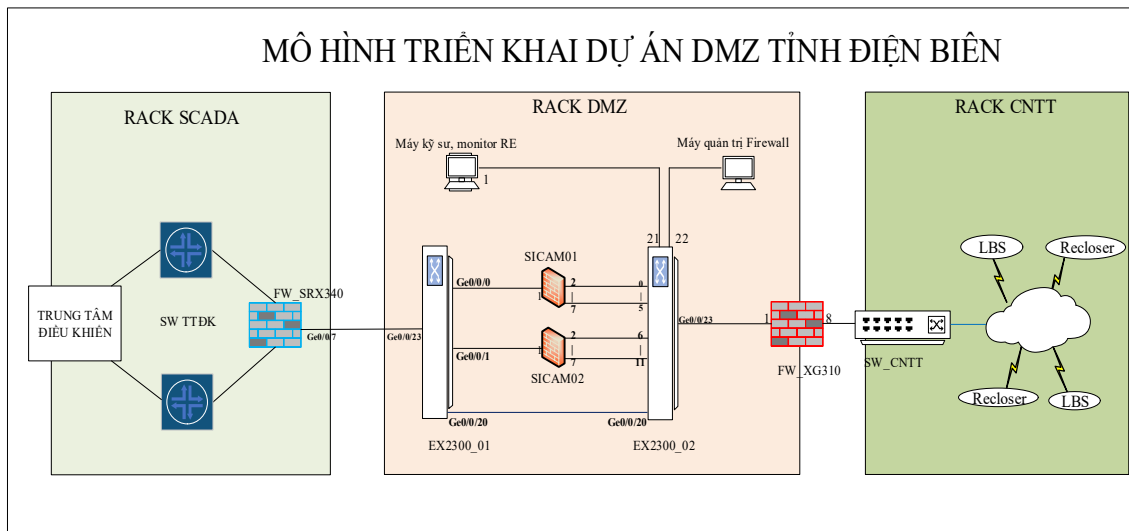 MÔ HÌNH TRIỂN KHAI DỰ ÁN DMZ TỈNH ĐIỆN BIÊN
RACK SCADA
TRUNG TÂM
ĐIỀU KHIỂN
SW TTĐK
FW_SRX340
Ge0/0/7
RACK DMZ
Máy kỹ sư, monitor RE
1
Máy quản trị Firewall
21
22
Ge0/0/23
Ge0/0/0
SICAM01
1
2
7
0
5
Ge0/0/1
1
2
7
6
11
SICAM02
Ge0/0/20
Ge0/0/20
EX2300_01
EX2300_02
Ge0/0/23
1
8
FW_XG310
RACK CNTT
SW_CNTT
LBS
Recloser
Recloser
LBS